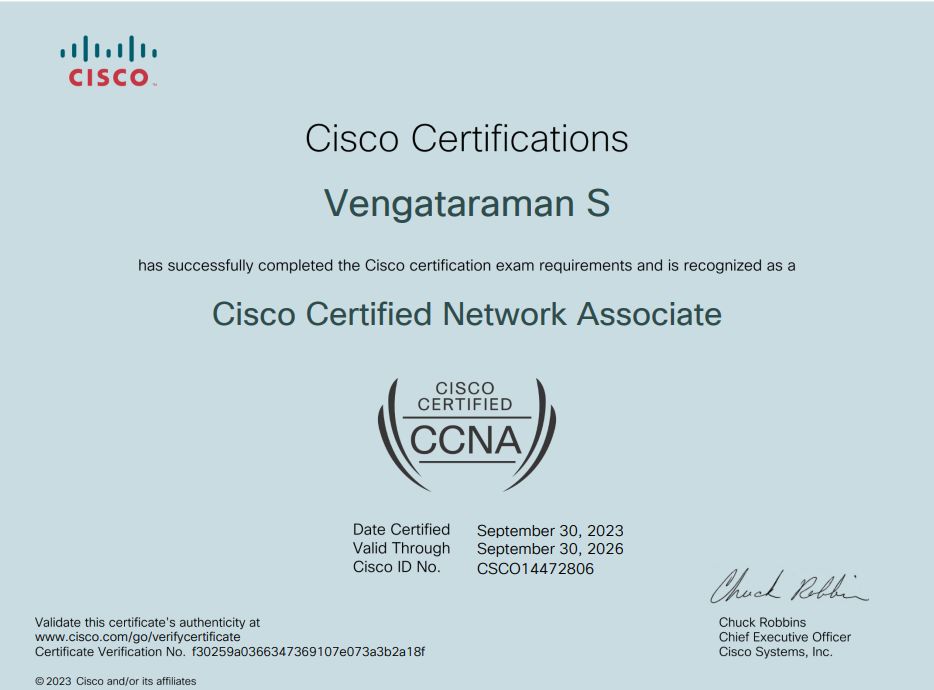 CISCO
Cisco Certifications
Vengataraman S
has successfully completed the Cisco certification exam requirements and is recognized as a
Cisco Certified Network Associate
CISCO
CERTIFIED
CCNA
Date Certified September 30, 2023
Valid Through September 30, 2026
Cisco ID No. CSCO14472806
Chuck Robbins
Validate this certificate's authenticity at
www.cisco.com/go/verifycertificate
Certificate Verification No. f30259a0366347369107e073a3b2a18f
Chuck Robbins
Chief Executive Officer
Cisco Systems, Inc.
© 2023 Cisco and/or its affiliates